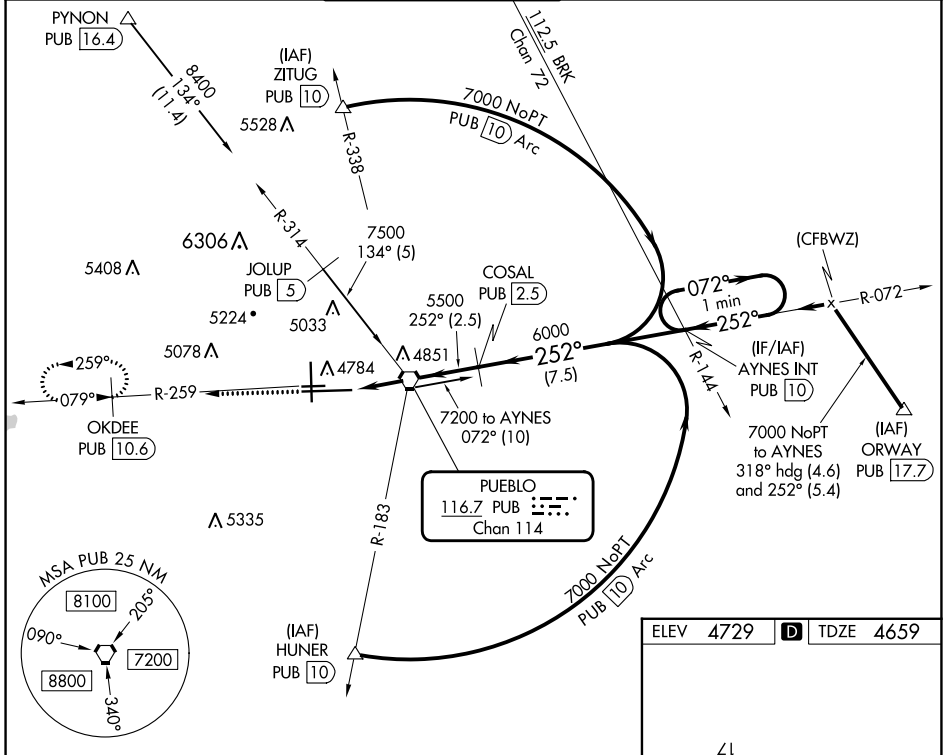 PYNON
PUB 16.4
8400
134°
(11.4)
(IAF)
ZITUG
PUB 10
5528
R-338
7000 NoPT
PUB 10 Arc
112.5 BRK
Chan 72
R-314
7500
134° (5)
6306
5408
JOLUP
PUB 5
5224
5033
5078
4784
4851
COSAL
PUB 2.5
5500
252° (2.5)
6000
252°
(7.5)
072°
1 min
252°
(CFBWZ)
R-072
(IF/IAF)
AYNES INT
PUB 10
R-144
259°
079°
R-259
OKDEE
PUB 10.6
7200 to AYNES
072° (10)
7000 NoPT
to AYNES
318° hdg (4.6)
and 252° (5.4)
(IAF)
ORWAY
PUB 17.7
PUEBLO
116.7 PUB
Chan 114
5335
R-183
7000 NoPT
PUB 10 Arc
(IAF)
HUNER
PUB 10
MSA PUB 25 NM
8100
205°
090°
7200
8800
340°
ELEV 4729 D TDZE 4659
17